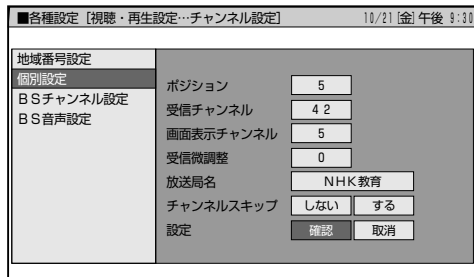 ■各種設定［視聴・再生設定…チャンネル設定］ 10/21[金]午後 9:30
地域番号設定
個別設定
ＢＳチャンネル設定
ＢＳ音声設定
ポジション 5
受信チャンネル 4 2
画面表示チャンネル 5
受信微調整 0
放送局名 NHK教育
チャンネルスキップ しない する
設定 確認 取消